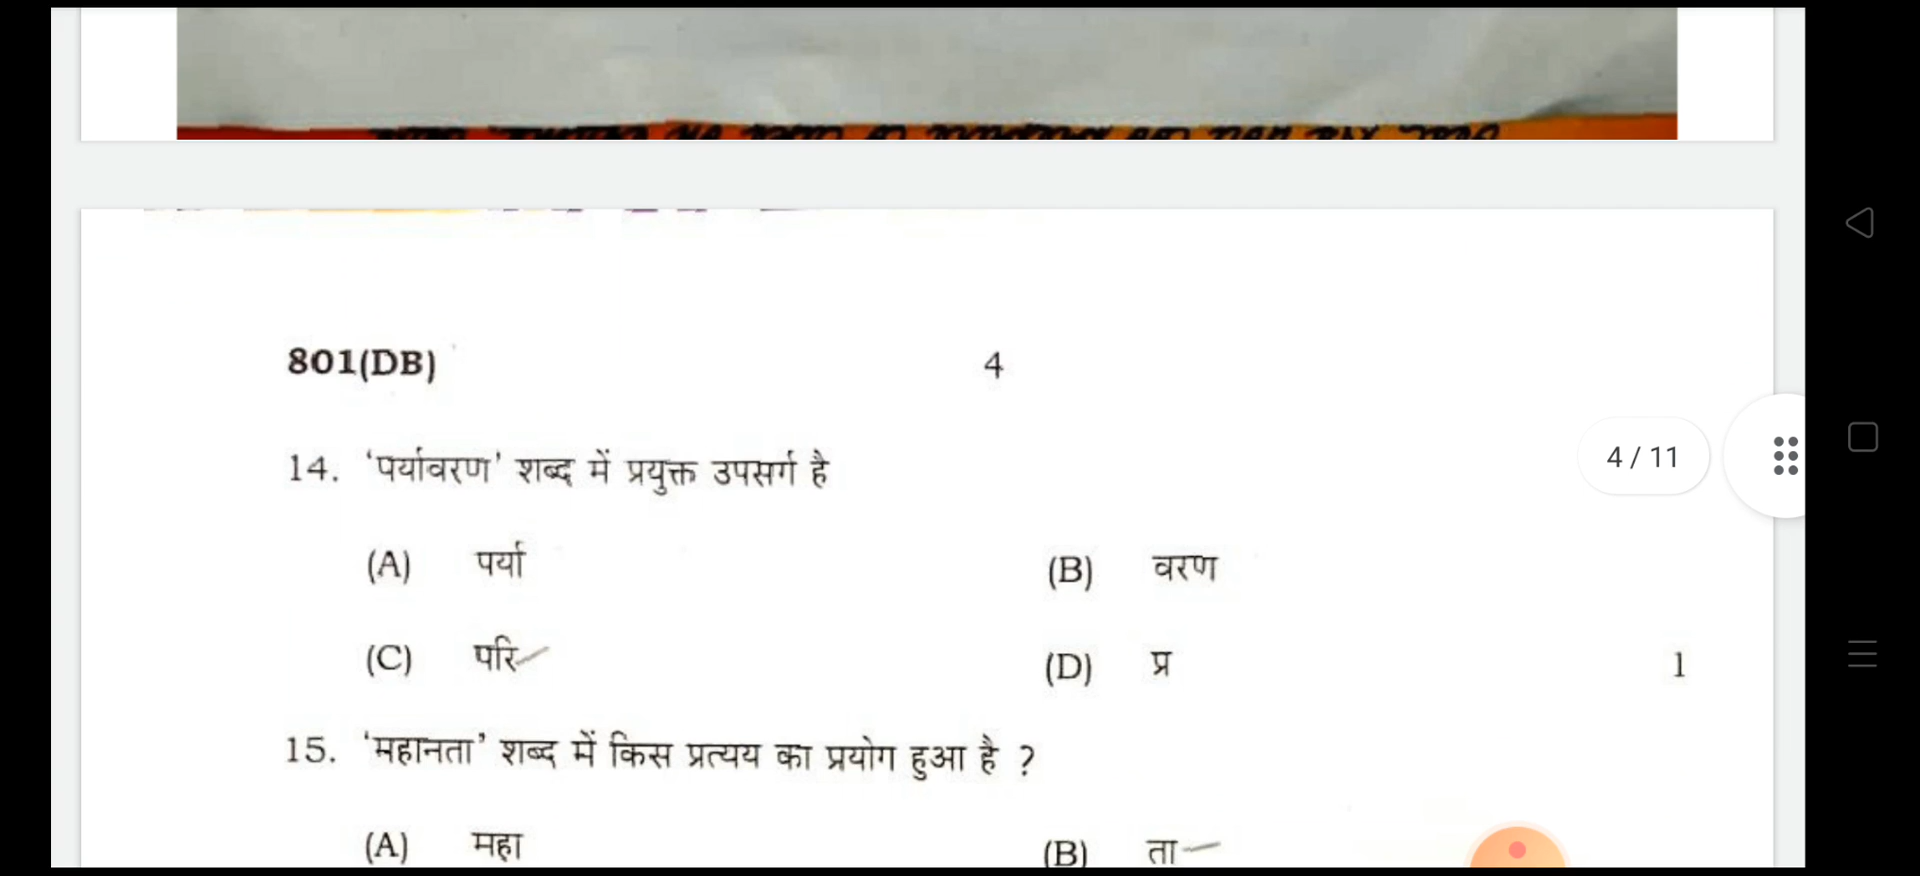 801(DB) 4
14. ‘पर्यावरण’ शब्द में प्रयुक्त उपसर्ग है
(A) पर्या (B) वरण
(C) परि (D) प्र 1
15. ‘महानता’ शब्द में किस प्रत्यय का प्रयोग हुआ है ?
(A) महा (B) ता
4 / 11